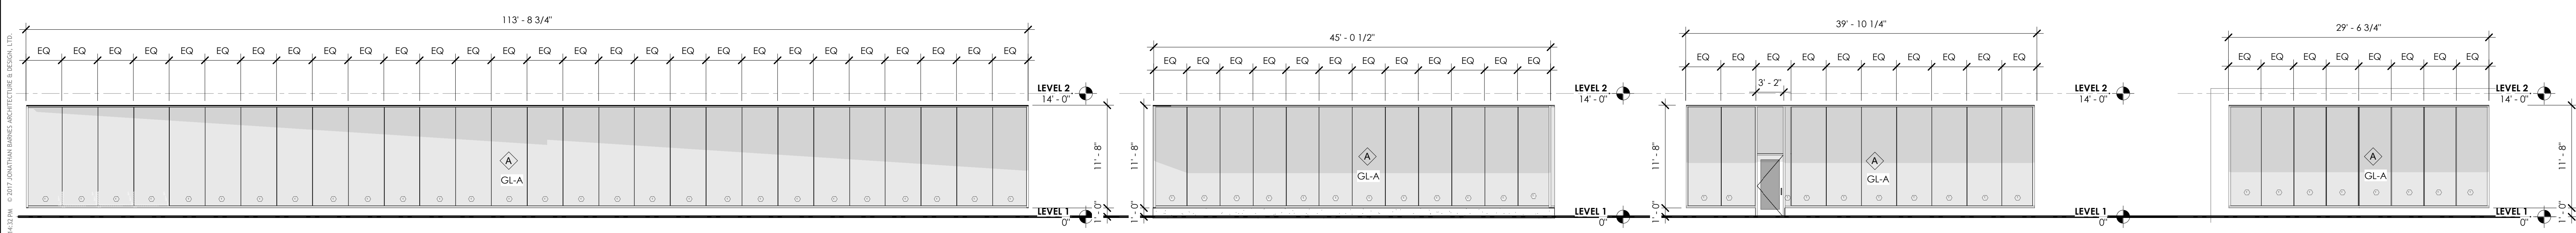 113' - 8 3/4"
EQ EQ EQ EQ EQ EQ EQ EQ EQ EQ EQ EQ EQ EQ EQ EQ EQ EQ EQ EQ EQ EQ EQ EQ EQ EQ EQ EQ
LEVEL 2
14' - 0"
A
GL-A
11' - 8"
LEVEL 1
0"
1' - 0"
45' - 0 1/2"
EQ EQ EQ EQ EQ EQ EQ EQ EQ EQ EQ EQ
LEVEL 2
14' - 0"
11' - 8"
A
GL-A
LEVEL 1
0"
1' - 0"
39' - 10 1/4"
EQ EQ EQ EQ EQ EQ EQ EQ EQ EQ
3' - 2"
LEVEL 2
14' - 0"
11' - 8"
A
GL-A
LEVEL 1
0"
1' - 0"
29' - 6 3/4"
EQ EQ EQ EQ EQ EQ EQ EQ
LEVEL 2
14' - 0"
A
GL-A
11' - 8"
LEVEL 1
0"
1' - 0"
14:32 PM © 2017 JONATHAN BARNES ARCHITECTURE & DESIGN, LTD.